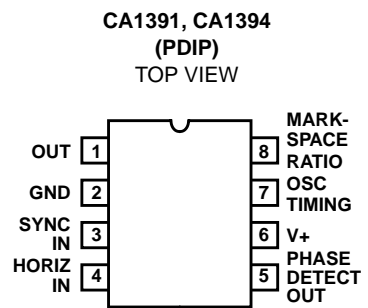 CA1391, CA1394
(PDIP)
TOP VIEW
OUT 1
GND 2
SYNC
IN 3
HORIZ
IN 4
MARK-
SPACE
RATIO
8
OSC
TIMING
7
6 V+
PHASE
DETECT
OUT
5